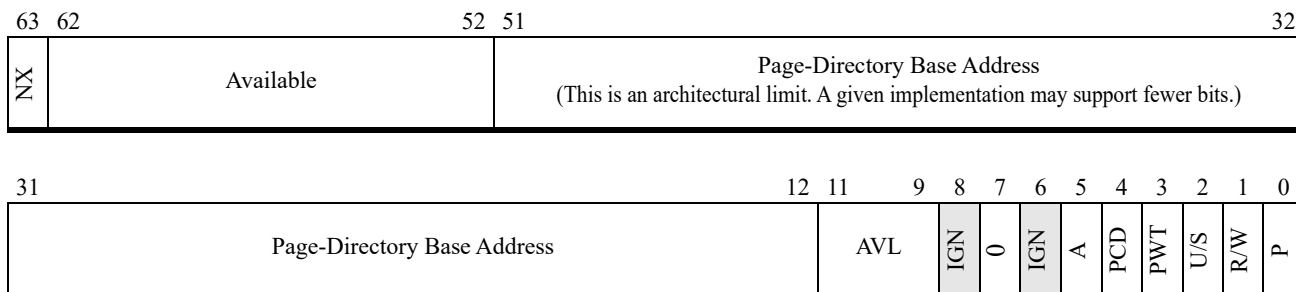 63 62 52 51 32
NX Available Page-Directory Base Address
(This is an architectural limit. A given implementation may support fewer bits.)
31 12 11 9 8 7 6 5 4 3 2 1 0
Page-Directory Base Address AVL IGN 0 IGN A PCD PWT U/S R/W P